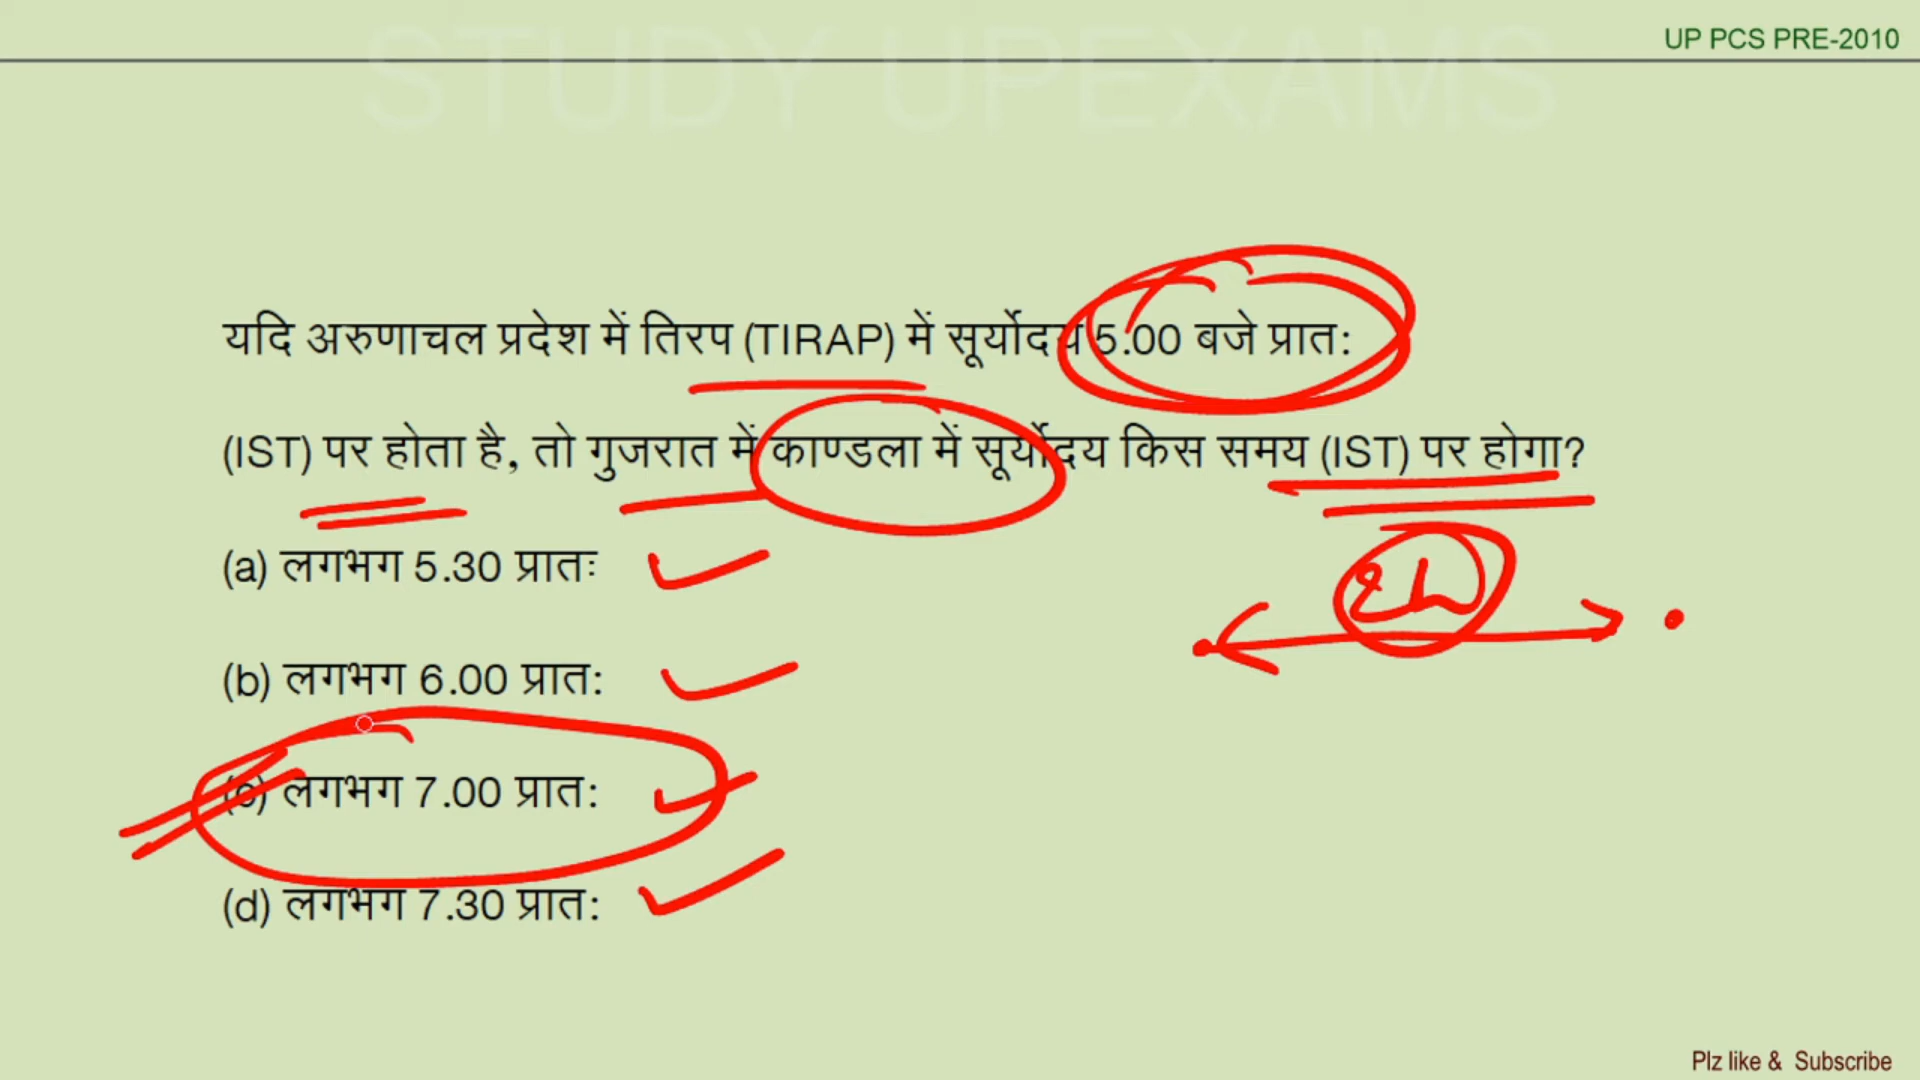 UP PCS PRE-2010
STUDY UPEXAMS
यदि अरुणाचल प्रदेश में तिरप (TIRAP) में सूर्योदय 5.00 बजे प्रात:
(IST) पर होता है, तो गुजरात में काण्डला में सूर्योदय किस समय (IST) पर होगा?
(a) लगभग 5.30 प्रातः
(b) लगभग 6.00 प्रात:
(c) लगभग 7.00 प्रात:
(d) लगभग 7.30 प्रात:
Plz like & Subscribe